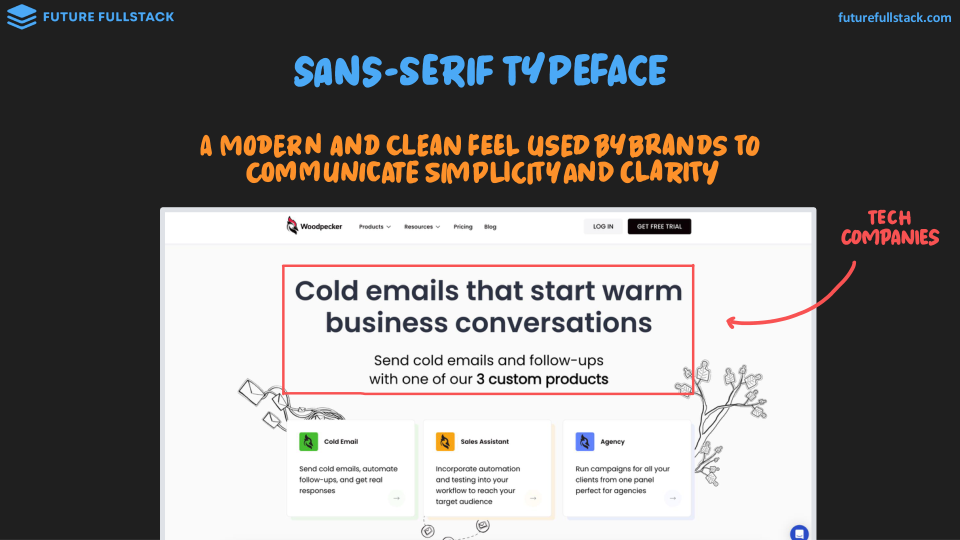 FUTURE FULLSTACK
futurefullstack.com
SANS-SERIF TYPEFACE
A MODERN AND CLEAN FEEL USED BY BRANDS TO
COMMUNICATE SIMPLICITY AND CLARITY
TECH
COMPANIES
Woodpecker Products Resources Pricing Blog LOG IN GET FREE TRIAL
Cold emails that start warm
business conversations
Send cold emails and follow-ups
with one of our 3 custom products
Cold Email
Send cold emails, automate
follow-ups, and get real
responses
Sales Assistant
Incorporate automation
and testing into your
workflow to reach your
target audience
Agency
Run campaigns for all your
clients from one panel
perfect for agencies